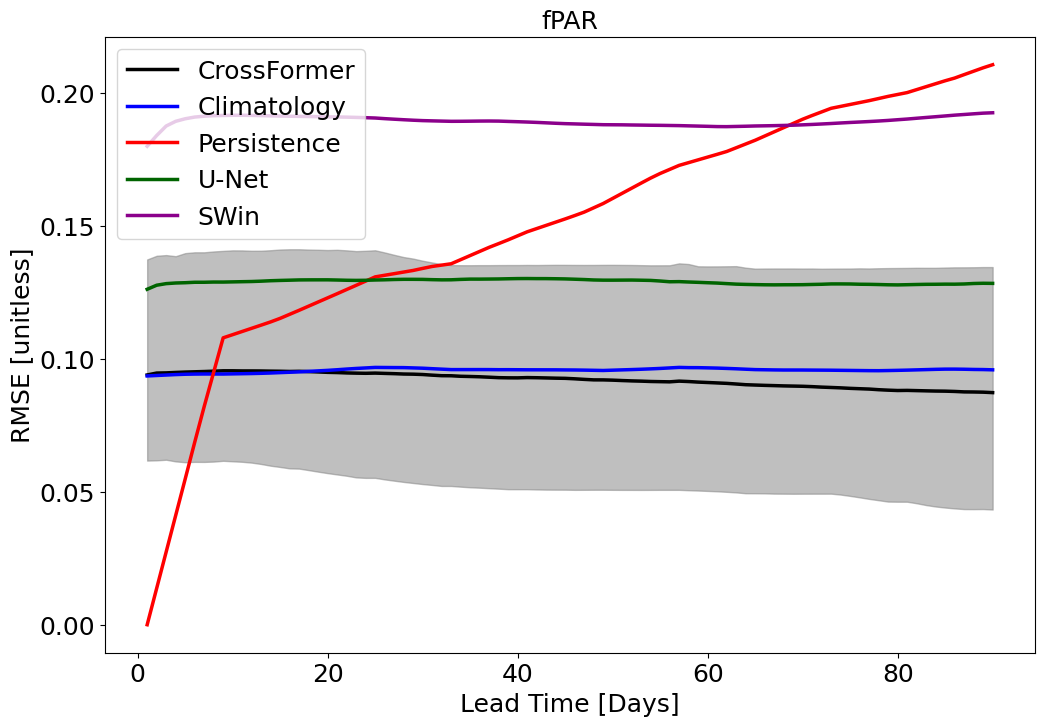 fPAR
CrossFormer
Climatology
Persistence
U-Net
SWin
RMSE [unitless]
0.20
0.15
0.10
0.05
0.00
0 20 40 60 80
Lead Time [Days]